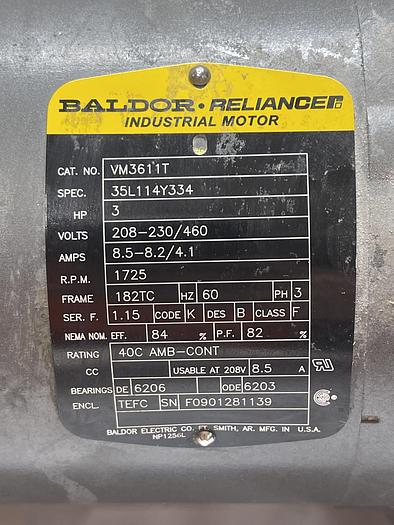 BALDOR · RELIANCE
INDUSTRIAL MOTOR
CAT. NO. VM3611T
SPEC. 35L114Y334
HP 3
VOLTS 208-230/460
AMPS 8.5-8.2/4.1
R.P.M. 1725
FRAME 182TC HZ 60 PH 3
SER. F. 1.15 CODE K DES B CLASS F
NEMA NOM. EFF. 84 % P.F. 82 %
RATING 40C AMB-CONT
CC USABLE AT 208V 8.5 A
BEARINGS DE 6206 ODE 6203
ENCL. TEFC SN F0901281139
BALDOR ELECTRIC CO. FT. SMITH, AR. MFG. IN U.S.A.
NP1256L